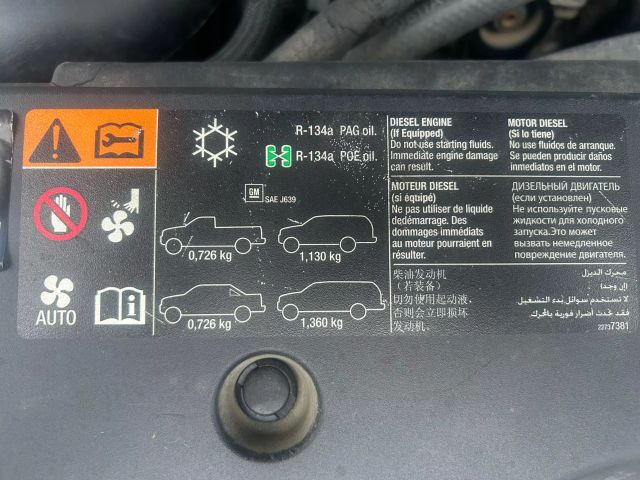 R-134a PAG oil.
R-134a POE oil.
GM
SAE J639
0,726 kg
1,130 kg
0,726 kg
1,360 kg
AUTO
DIESEL ENGINE
(If Equipped)
Do not use starting fluids.
Immediate engine damage
can result.
MOTOR DIESEL
(Si lo tiene)
No use fluidos de arranque.
Se pueden producir daños
inmediatos en el motor.
MOTEUR DIESEL
(si équipé)
Ne pas utiliser de liquide
dedémarrage. Des
dommages immédiats
au moteur pourraient en
résulter.
ДИЗЕЛЬНЫЙ ДВИГАТЕЛЬ
(если установлен)
Не используйте пусковые
жидкости для холодного
запуска.Это может
вызвать немедленное
повреждение двигателя.
柴油发动机
(若装备)
切勿使用起动液,
否则会立即损坏
发动机.
محرك الديزل
(إن وجد)
لا تستخدم سوائل بدء التشغيل
فقد تحدث أضرار فورية بالمحرك.
22737381